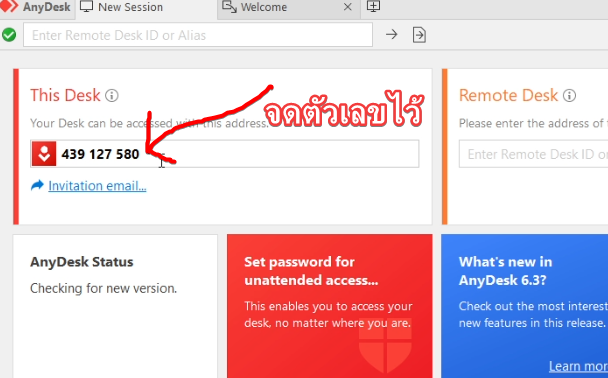 AnyDesk
New Session
Welcome
Enter Remote Desk ID or Alias
This Desk
จดตัวเลขไว้
Your Desk can be accessed with this address.
439 127 580
Invitation email...
Remote Desk
Please enter the address of t
Enter Remote Desk ID or
AnyDesk Status
Checking for new version.
Set password for
unattended access...
This enables you to access your
desk, no matter where you are.
What's new in
AnyDesk 6.3?
Check out the most interest
new features in this release.
Learn mor